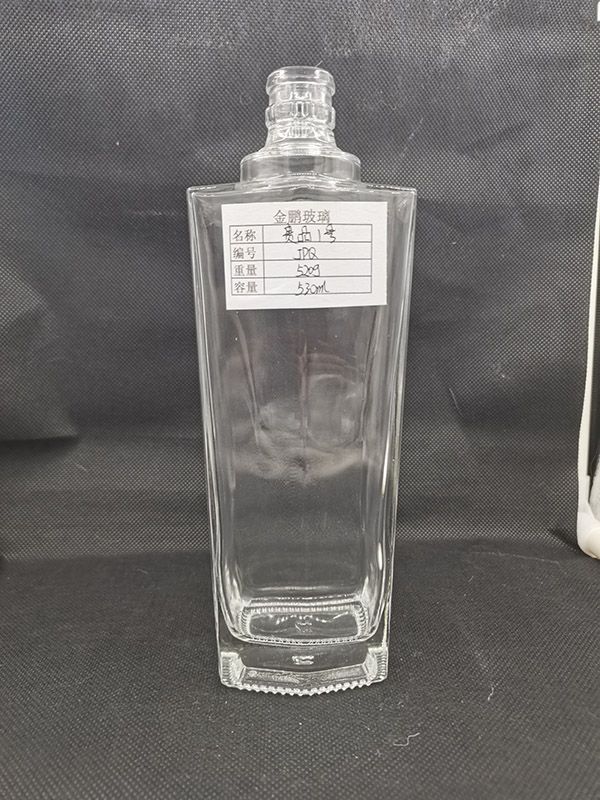 金鹏玻璃
名称 贵品1号
编号 JPQ
重量 520g
容量 530ml